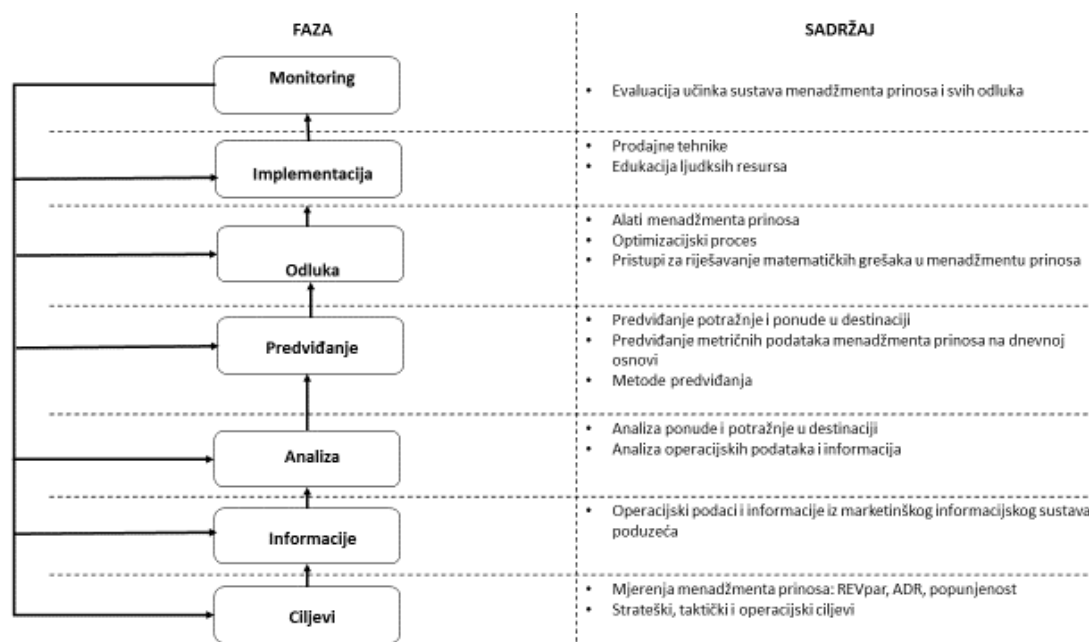 FAZA
SADRŽAJ
Monitoring
• Evaluacija učinka sustava menadžmenta prinosa i svih odluka
Implementacija
• Prodajne tehnike
• Edukacija ljudksih resursa
Odluka
• Alati menadžmenta prinosa
• Optimizacijski proces
• Pristupi za riješavanje matematičkih grešaka u menadžmentu prinosa
Predviđanje
• Predviđanje potražnje i ponude u destinaciji
• Predviđanje metričnih podataka menadžmenta prinosa na dnevnoj
osnovi
• Metode predviđanja
Analiza
• Analiza ponude i potražnje u destinaciji
• Analiza operacijskih podataka i informacija
Informacije
• Operacijski podaci i informacije iz marketinškog informacijskog sustava
poduzeća
Ciljevi
• Mjerenja menadžmenta prinosa: REVpar, ADR, popunjenost
• Strateški, taktički i operacijski ciljevi